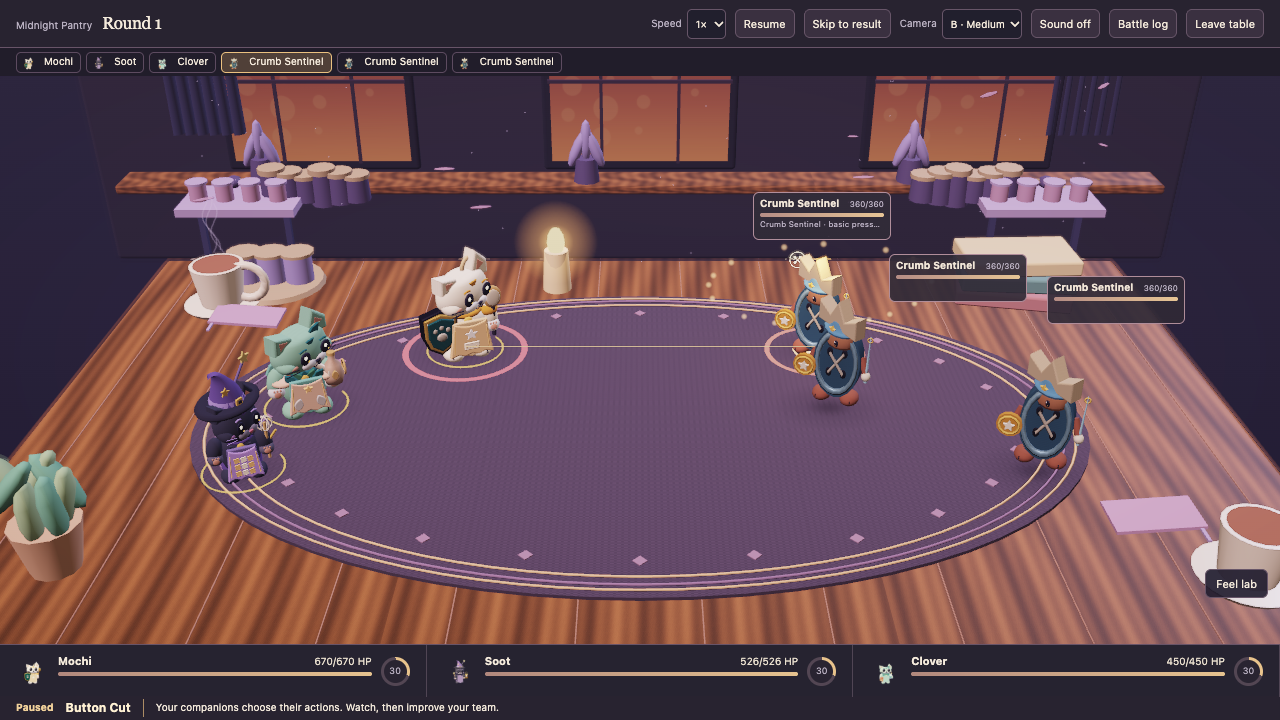 Midnight Pantry Round 1 Speed 1x Resume Skip to result Camera B · Medium Sound off Battle log Leave table
Mochi Soot Clover Crumb Sentinel Crumb Sentinel Crumb Sentinel
Crumb Sentinel 360/360
Crumb Sentinel · basic press...
Crumb Sentinel 360/360
Crumb Sentinel 360/360
Feel lab
Mochi 670/670 HP 30
Soot 526/526 HP 30
Clover 450/450 HP 30
Paused Button Cut Your companions choose their actions. Watch, then improve your team.